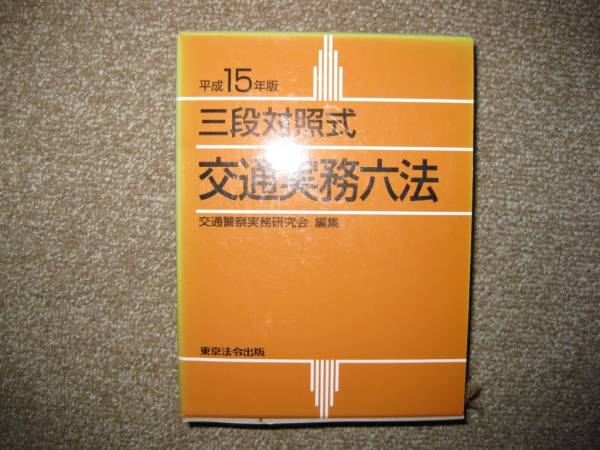 平成15年版
三段対照式
交通実務六法
交通警察実務研究会 編集
東京法令出版